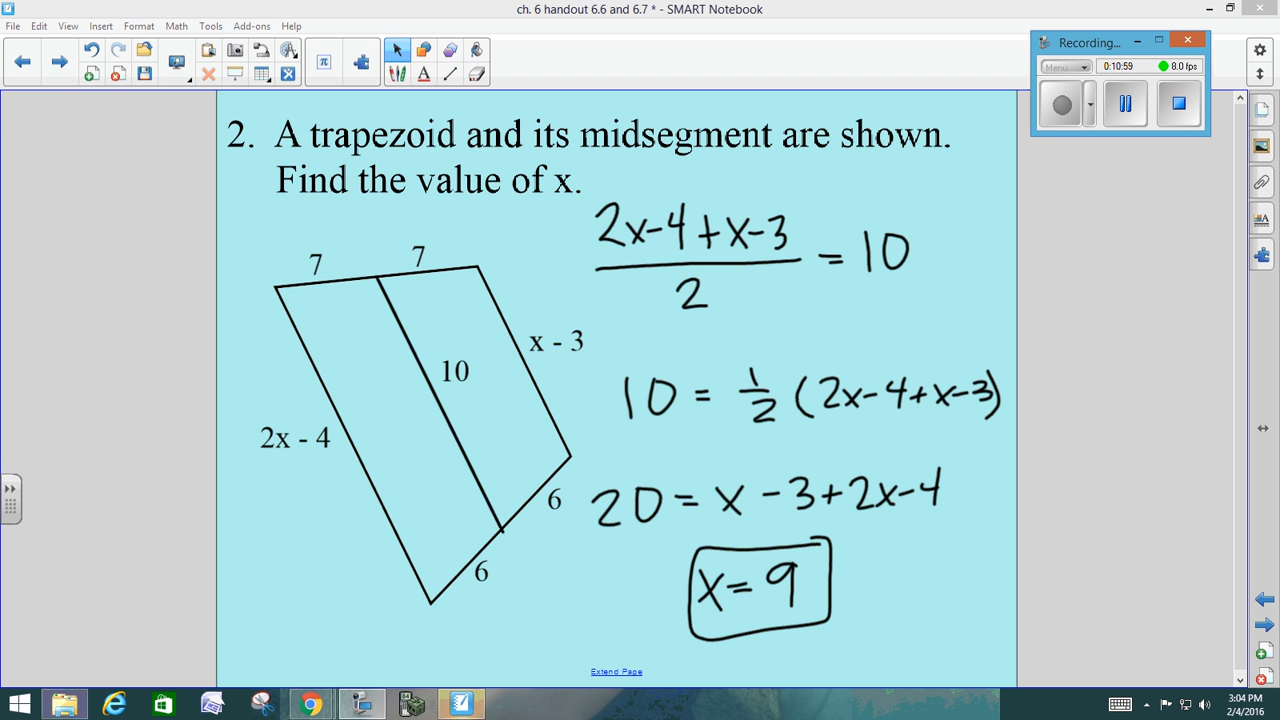 ch. 6 handout 6.6 and 6.7 * - SMART Notebook
File Edit View Insert Format Math Tools Add-ons Help
Recording...
Menu 0:10:59 8.0 fps
2. A trapezoid and its midsegment are shown.
Find the value of x.
2x-4+x-3
2
= 10
7 7
x - 3
10
2x - 4
6
6
10 = 1/2 (2x-4+x-3)
20 = x-3+2x-4
x=9
Extend Page
3:04 PM
2/4/2016